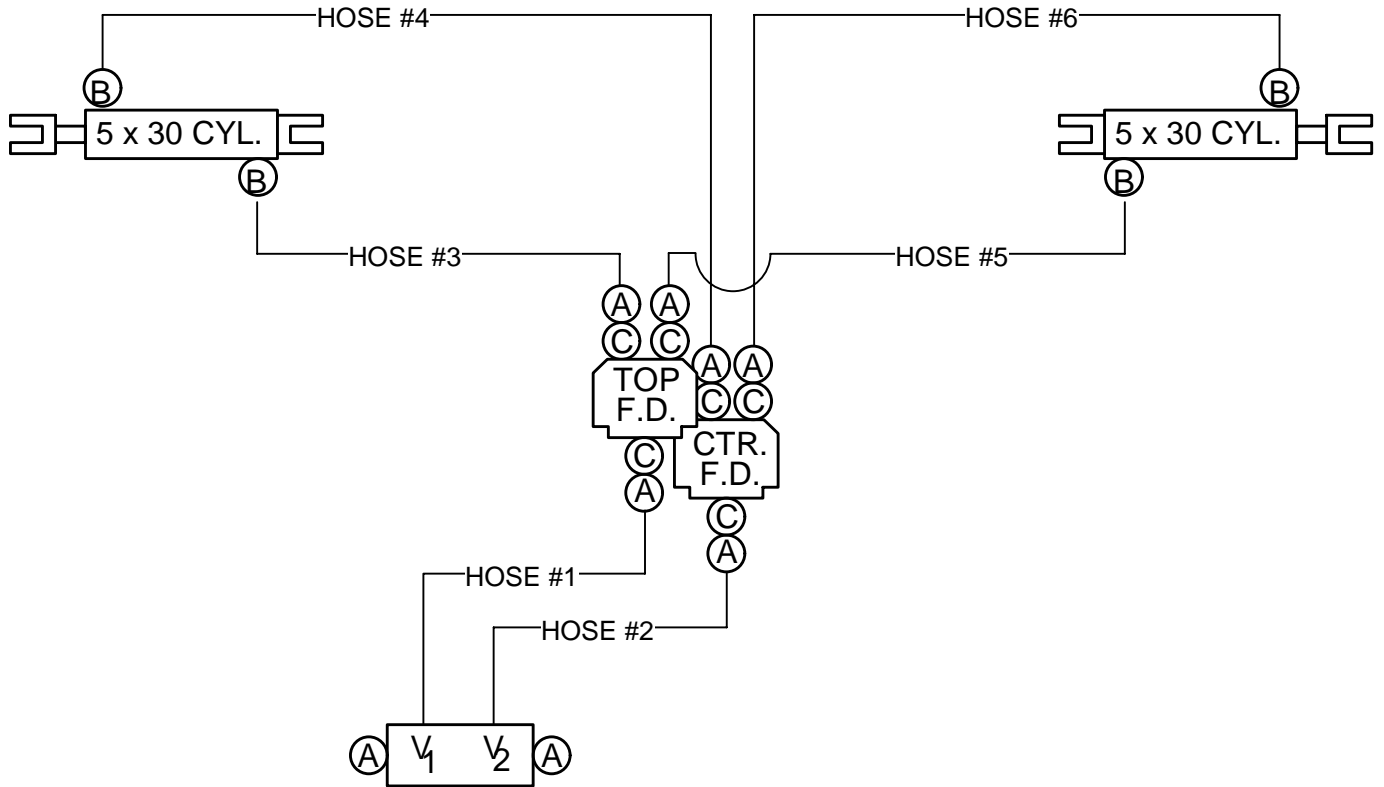 HOSE #4
HOSE #6
B
B
5 x 30 CYL.
5 x 30 CYL.
B
B
HOSE #3
HOSE #5
A
A
C
C
A
A
TOP
F.D.
C
C
CTR.
F.D.
C
A
C
A
HOSE #1
HOSE #2
A
V1
V2
A